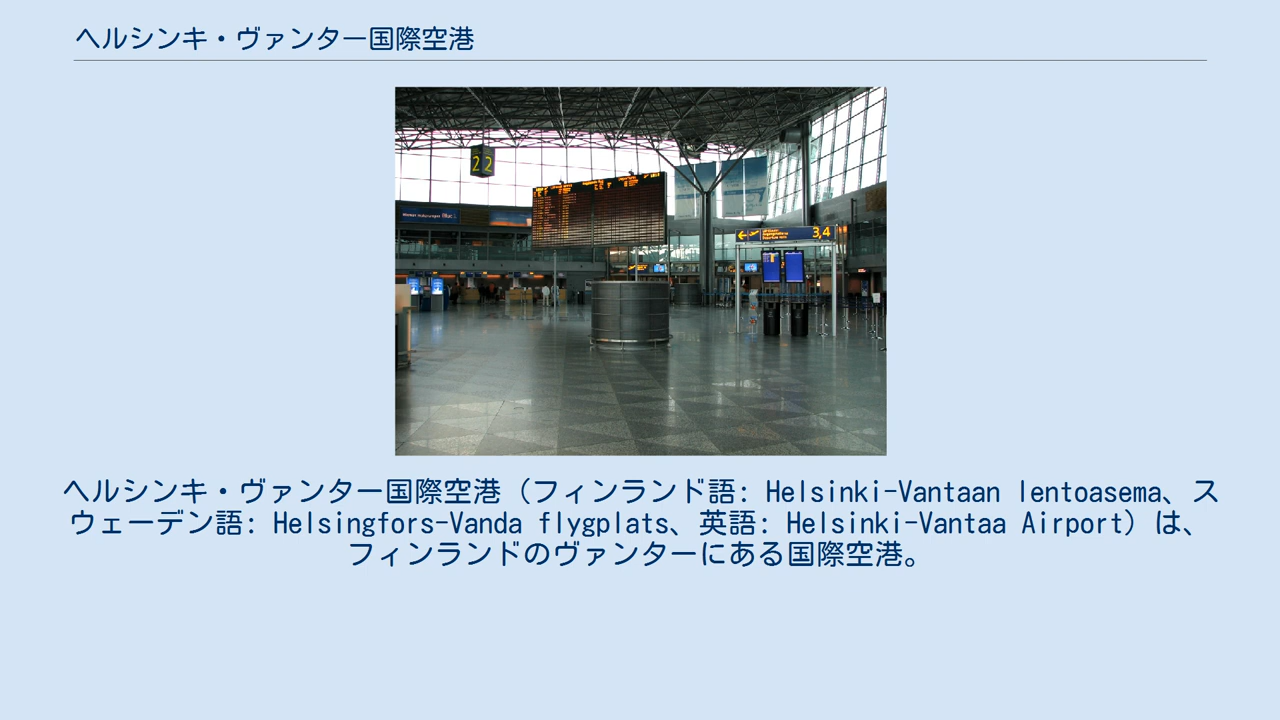 ヘルシンキ・ヴァンター国際空港
22
3,4
ヘルシンキ・ヴァンター国際空港（フィンランド語: Helsinki-Vantaan lentoasema、ス
ウェーデン語: Helsingfors-Vanda flygplats、英語: Helsinki-Vantaa Airport）は、
フィンランドのヴァンターにある国際空港。